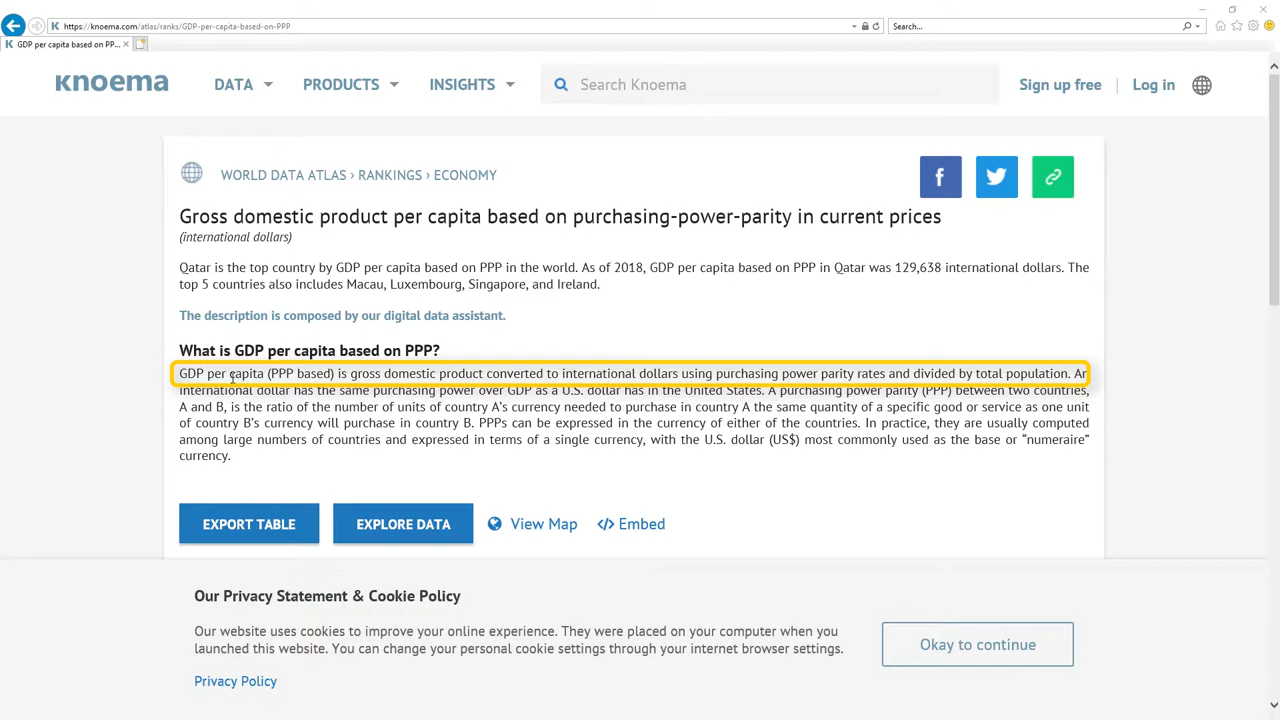 https://knoema.com/atlas/ranks/GDP-per-capita-based-on-PPP
Search...
GDP per capita based on PP...
knoema
DATA
PRODUCTS
INSIGHTS
Search Knoema
Sign up free
Log in
WORLD DATA ATLAS › RANKINGS › ECONOMY
Gross domestic product per capita based on purchasing-power-parity in current prices
(international dollars)
Qatar is the top country by GDP per capita based on PPP in the world. As of 2018, GDP per capita based on PPP in Qatar was 129,638 international dollars. The
top 5 countries also includes Macau, Luxembourg, Singapore, and Ireland.
The description is composed by our digital data assistant.
What is GDP per capita based on PPP?
GDP per capita (PPP based) is gross domestic product converted to international dollars using purchasing power parity rates and divided by total population. An
international dollar has the same purchasing power over GDP as a U.S. dollar has in the United States. A purchasing power parity (PPP) between two countries,
A and B, is the ratio of the number of units of country A's currency needed to purchase in country A the same quantity of a specific good or service as one unit
of country B's currency will purchase in country B. PPPs can be expressed in the currency of either of the countries. In practice, they are usually computed
among large numbers of countries and expressed in terms of a single currency, with the U.S. dollar (US$) most commonly used as the base or "numeraire"
currency.
EXPORT TABLE
EXPLORE DATA
View Map
</> Embed
Our Privacy Statement & Cookie Policy
Our website uses cookies to improve your online experience. They were placed on your computer when you
launched this website. You can change your personal cookie settings through your internet browser settings.
Okay to continue
Privacy Policy